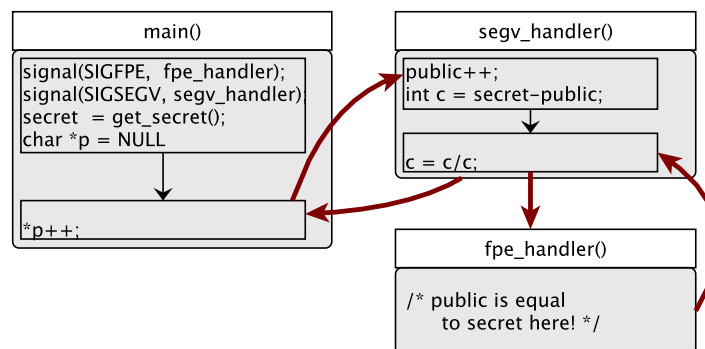 main()
signal(SIGFPE,  fpe_handler);
signal(SIGSEGV, segv_handler);
secret  = get_secret();
char *p = NULL
*p++;
segv_handler()
public++;
int c = secret-public;
c = c/c;
fpe_handler()
/* public is equal
to secret here! */